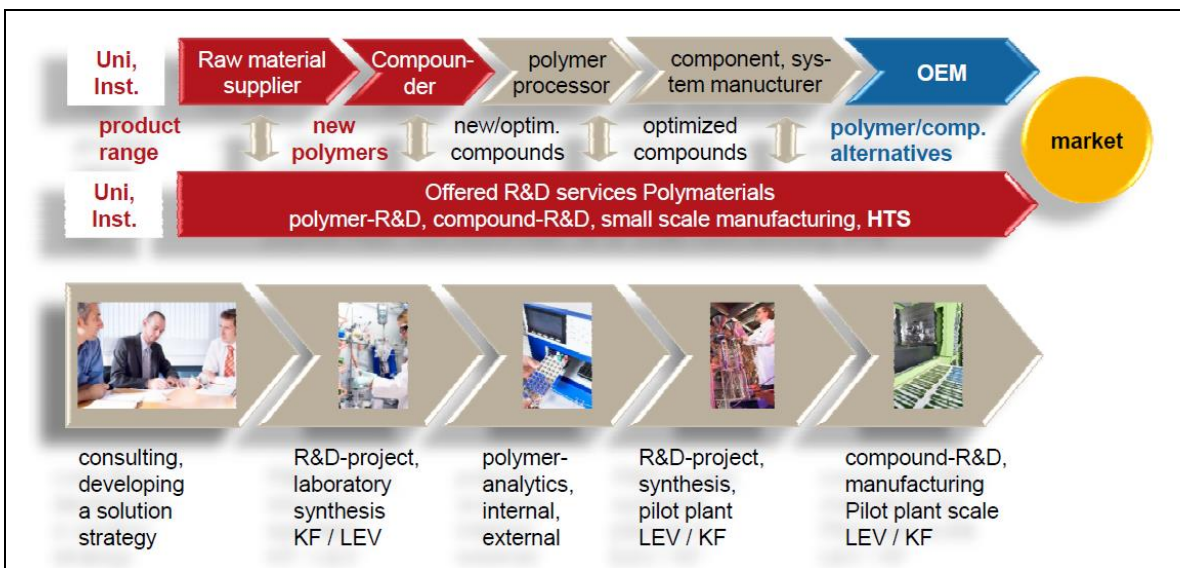 Uni,
Inst.
Raw material
supplier
Compoun-
der
polymer
processor
component, sys-
tem manucturer
OEM
product
range
new
polymers
new/optim.
compounds
optimized
compounds
polymer/comp.
alternatives
market
Uni,
Inst.
Offered R&D services Polymaterials
polymer-R&D, compound-R&D, small scale manufacturing, HTS
consulting,
developing
a solution
strategy
R&D-project,
laboratory
synthesis
KF / LEV
polymer-
analytics,
internal,
external
R&D-project,
synthesis,
pilot plant
LEV / KF
compound-R&D,
manufacturing
Pilot plant scale
LEV / KF